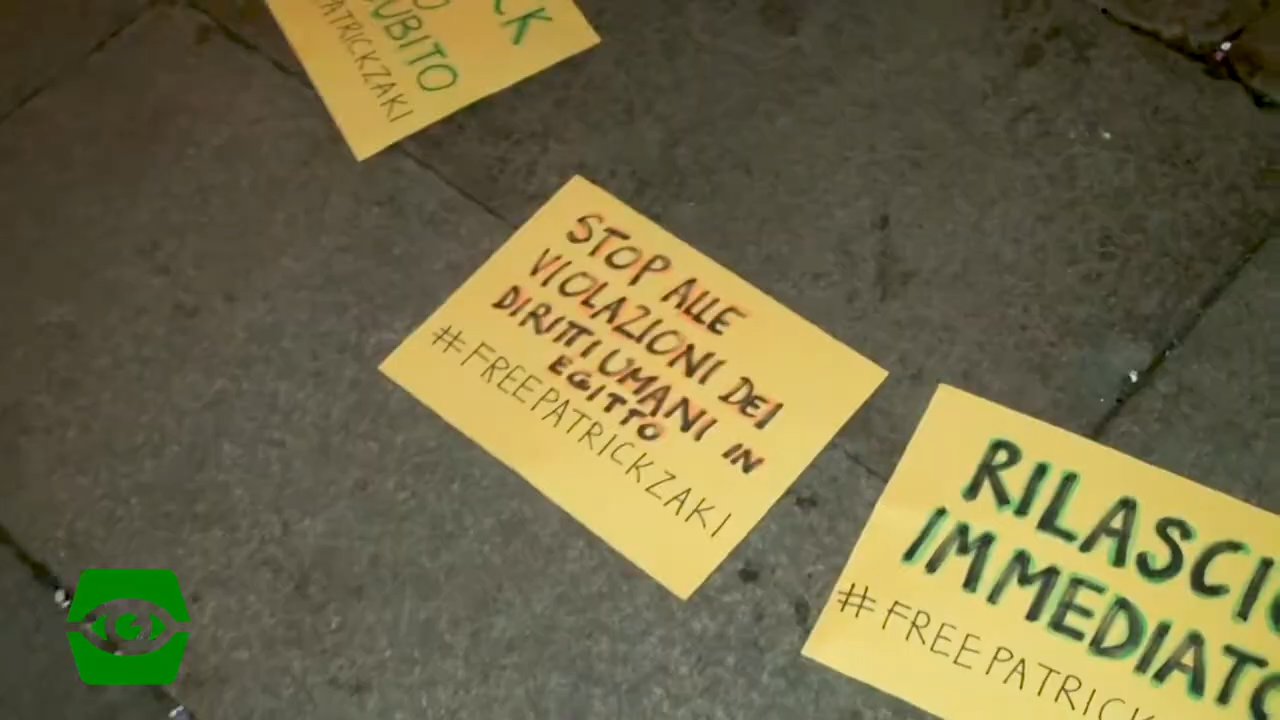 SUBITO
PATRICKZAKI
STOP ALLE
VIOLAZIONI DEI
DIRITTI UMANI IN
EGITTO
#FREEPATRICKZAKI
RILASCIO
IMMEDIATO
#FREEPATRICK